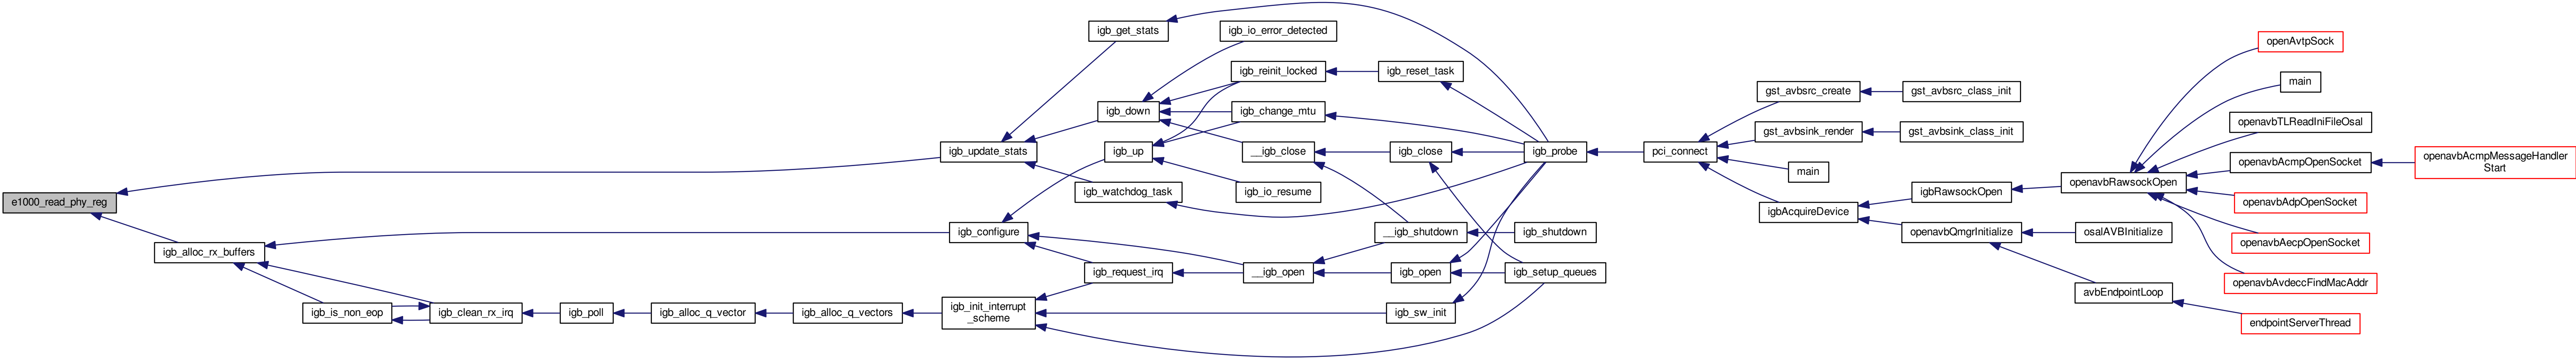 e1000_read_phy_reg
igb_update_stats
igb_alloc_rx_buffers
igb_get_stats
igb_down
igb_watchdog_task
igb_configure
igb_is_non_eop
igb_clean_rx_irq
igb_poll
igb_alloc_q_vector
igb_alloc_q_vectors
igb_init_interrupt
_scheme
igb_up
igb_request_irq
igb_io_error_detected
igb_reinit_locked
igb_change_mtu
__igb_close
igb_io_resume
__igb_open
igb_reset_task
igb_close
__igb_shutdown
igb_open
igb_sw_init
igb_probe
igb_shutdown
igb_setup_queues
pci_connect
gst_avbsrc_create
gst_avbsink_render
main
igbAcquireDevice
gst_avbsrc_class_init
gst_avbsink_class_init
igbRawsockOpen
openavbQmgrInitialize
openavbRawsockOpen
osalAVBInitialize
avbEndpointLoop
openAvtpSock
main
openavbTLReadIniFileOsal
openavbAcmpOpenSocket
openavbAdpOpenSocket
openavbAecpOpenSocket
openavbAvdeccFindMacAddr
endpointServerThread
openavbAcmpMessageHandler
Start